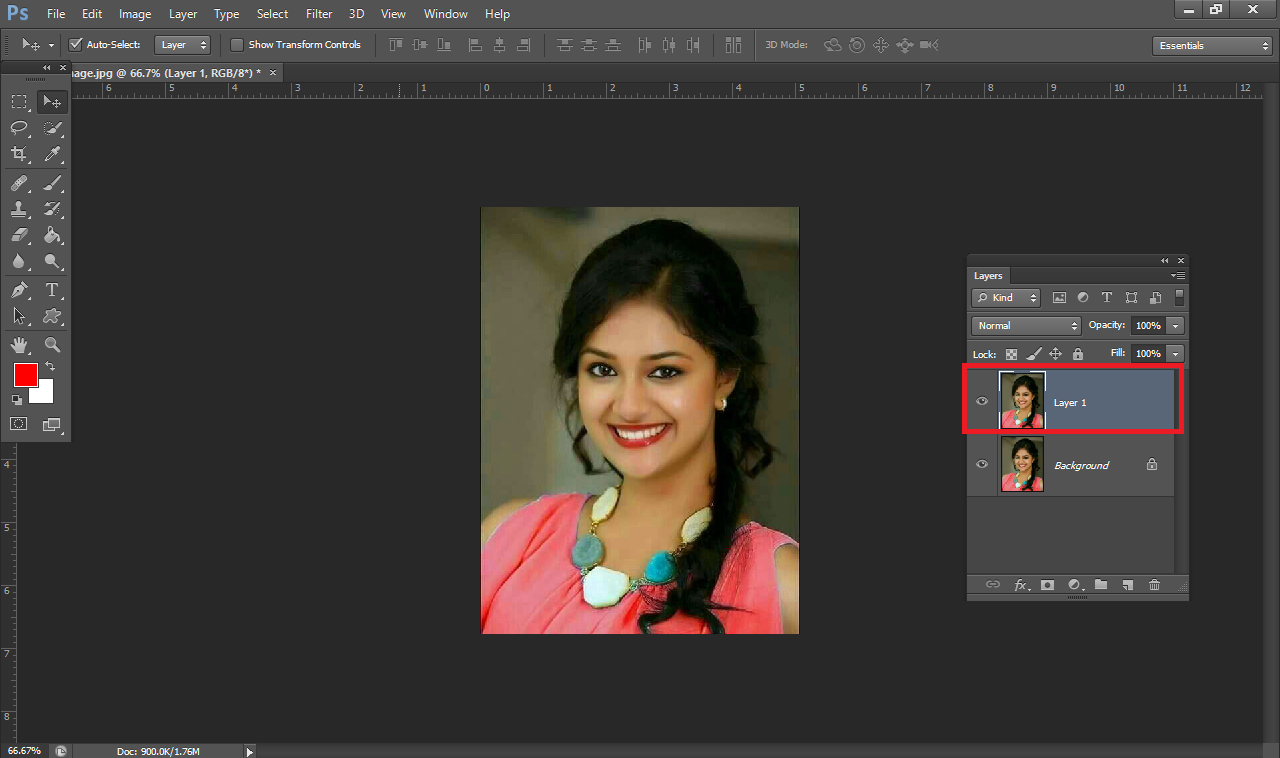 Ps File Edit Image Layer Type Select Filter 3D View Window Help
Auto-Select: Layer Show Transform Controls 3D Mode: Essentials
mage.jpg @ 66.7% (Layer 1, RGB/8*) * ×
6 5 4 3 2 1 0 1 2 3 4 5 6 7 8 9 10 11 12
Layers
Kind
Normal Opacity: 100%
Lock: Fill: 100%
Layer 1
Background
fx
T
4
5
6
7
8
66.67% Doc: 900.0K/1.76M